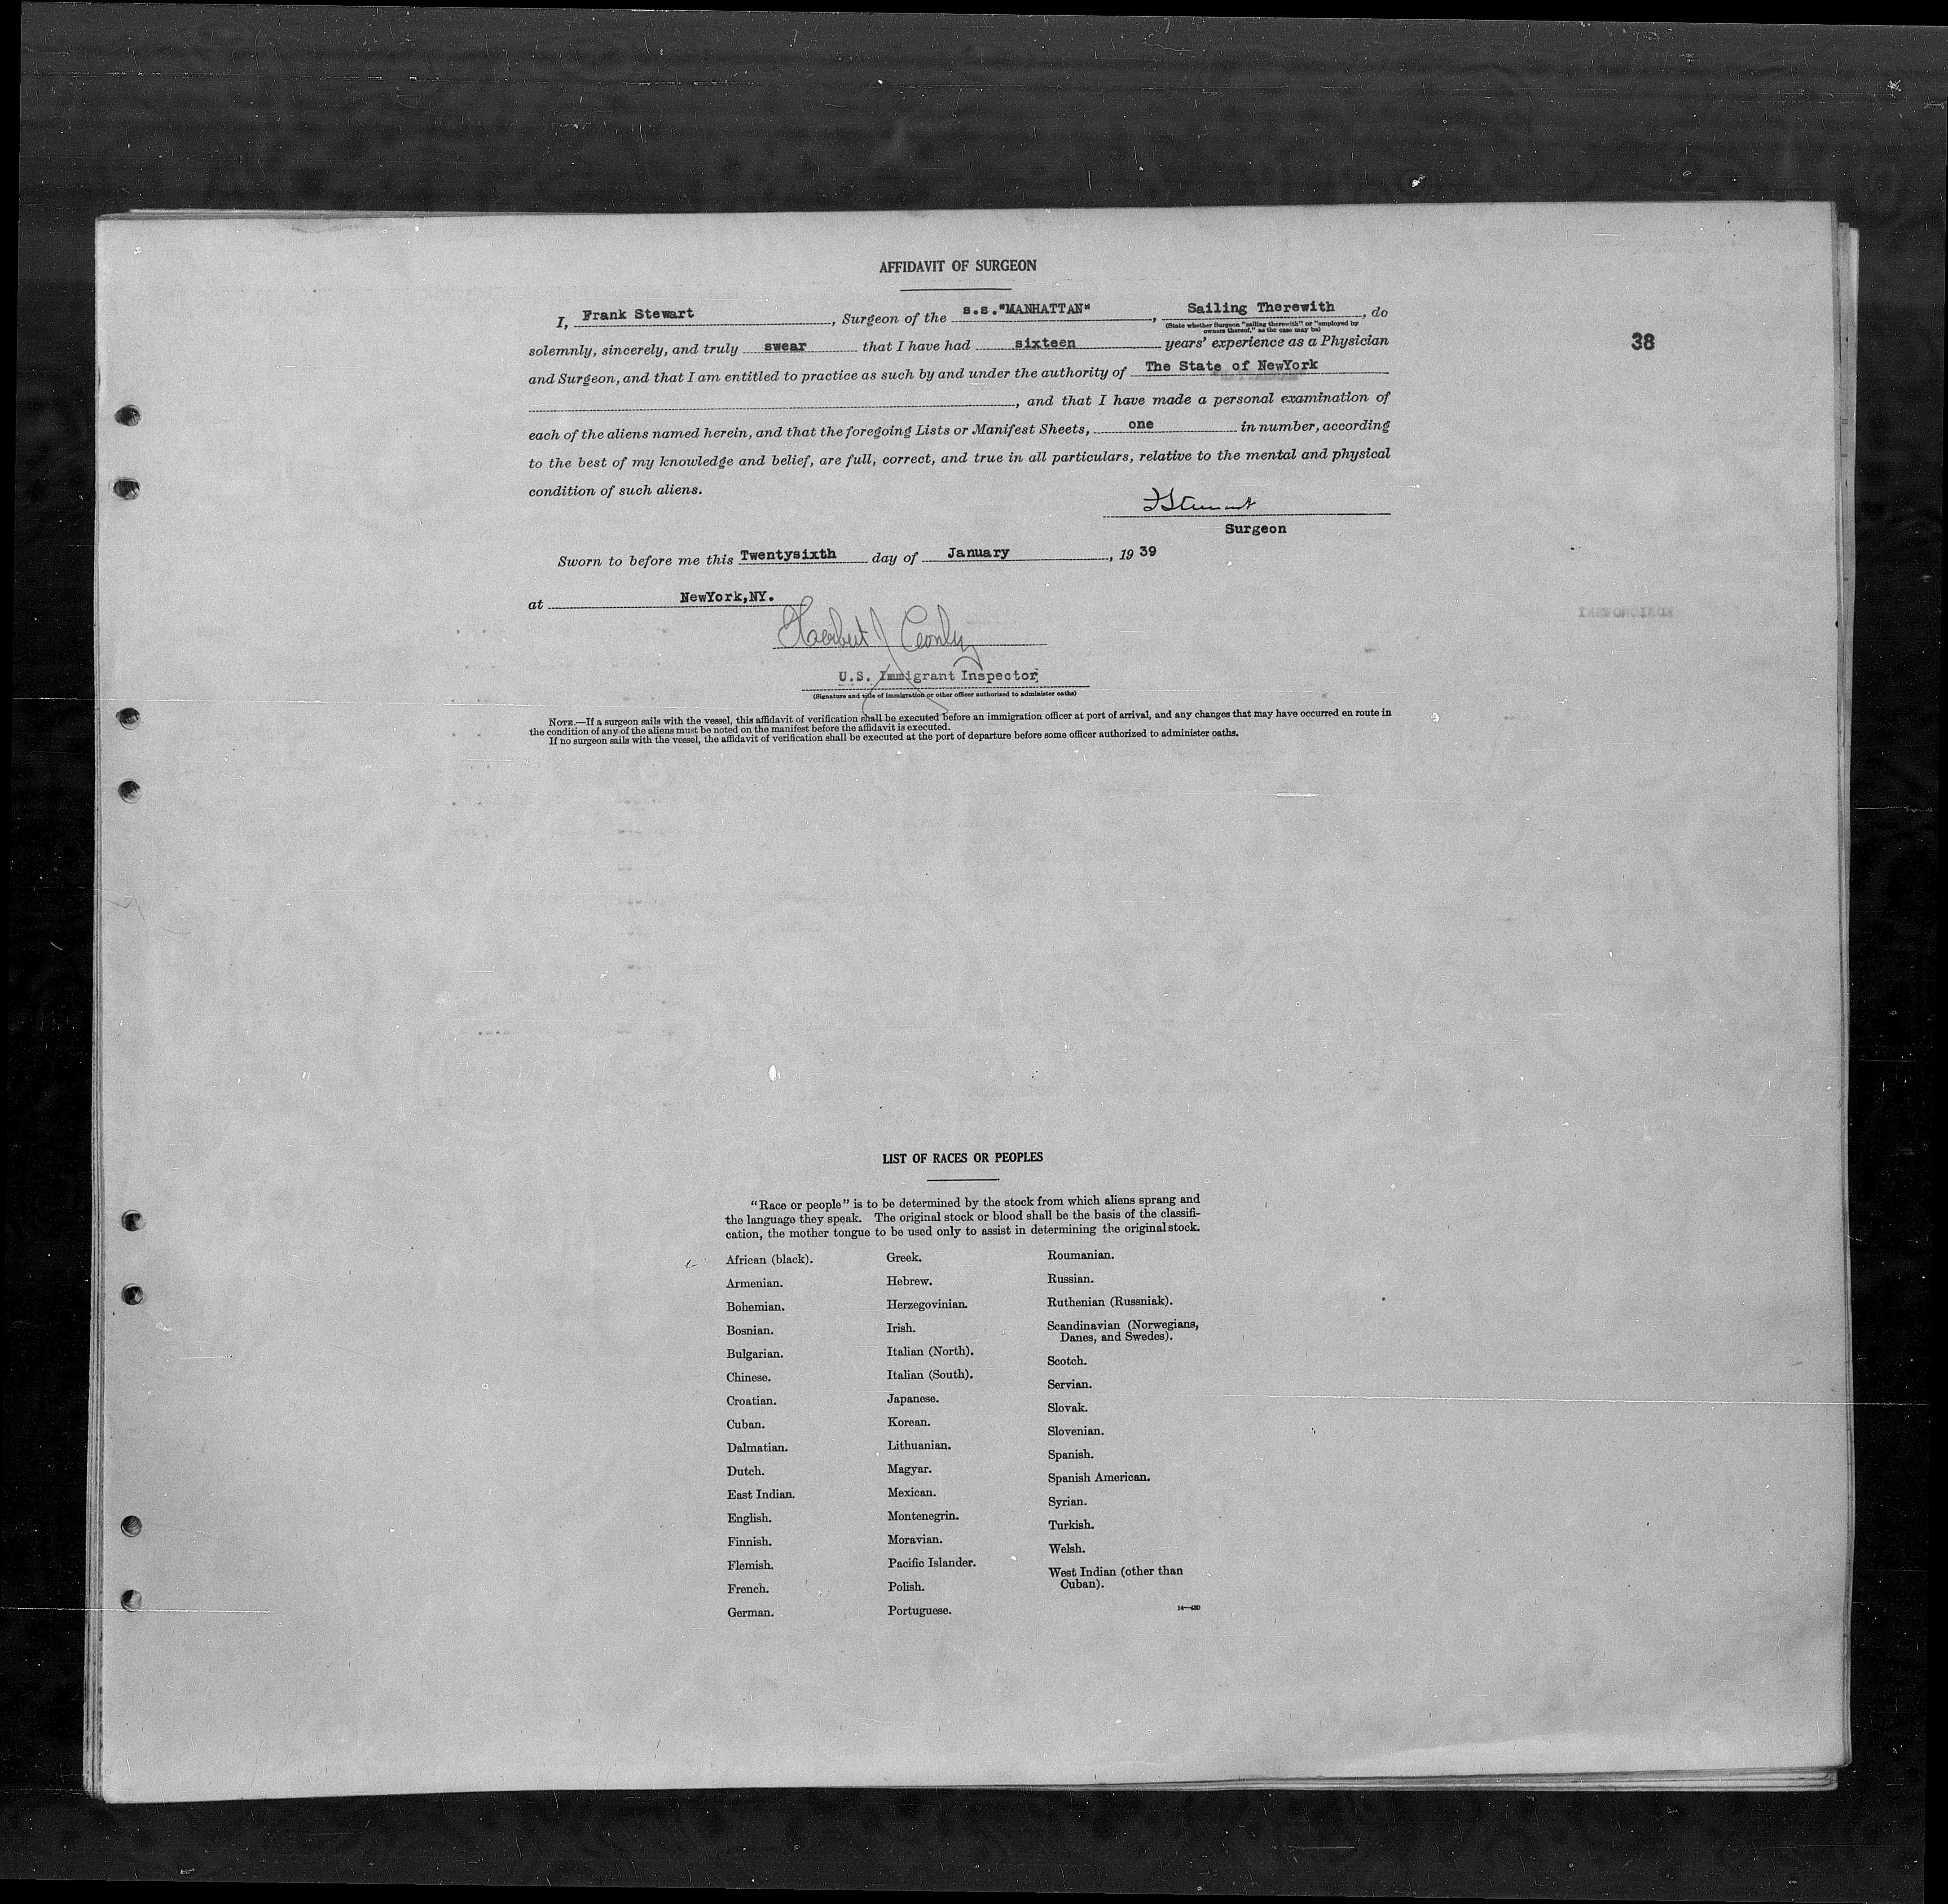 AFFIDAVIT OF SURGEON
I, Frank Stewart, Surgeon of the s.s."MANHATTAN", Sailing Therewith, do
(State whether Surgeon "sailing therewith" or "employed by
owners thereof," as the case may be)
38
solemnly, sincerely, and truly swear that I have had sixteen years' experience as a Physician
and Surgeon, and that I am entitled to practice as such by and under the authority of The State of NewYork
, and that I have made a personal examination of
each of the aliens named herein, and that the foregoing Lists or Manifest Sheets, one in number, according
to the best of my knowledge and belief, are full, correct, and true in all particulars, relative to the mental and physical
condition of such aliens.
FStewart
Surgeon
Sworn to before me this Twentysixth day of January, 19 39
at NewYork,NY.
Herbert J
U.S. Immigrant Inspector
(Signature and title of immigration or other officer authorized to administer oaths)
NOTE.—If a surgeon sails with the vessel, this affidavit of verification shall be executed before an immigration officer at port of arrival, and any changes that may have occurred en route in
the condition of any of the aliens must be noted on the manifest before the affidavit is executed.
If no surgeon sails with the vessel, the affidavit of verification shall be executed at the port of departure before some officer authorized to administer oaths.
LIST OF RACES OR PEOPLES
"Race or people" is to be determined by the stock from which aliens sprang and
the language they speak. The original stock or blood shall be the basis of the classifi-
cation, the mother tongue to be used only to assist in determining the original stock.
African (black).
Armenian.
Bohemian.
Bosnian.
Bulgarian.
Chinese.
Croatian.
Cuban.
Dalmatian.
Dutch.
East Indian.
English.
Finnish.
Flemish.
French.
German.
Greek.
Hebrew.
Herzegovinian.
Irish.
Italian (North).
Italian (South).
Japanese.
Korean.
Lithuanian.
Magyar.
Mexican.
Montenegrin.
Moravian.
Pacific Islander.
Polish.
Portuguese.
Roumanian.
Russian.
Ruthenian (Russniak).
Scandinavian (Norwegians,
Danes, and Swedes).
Scotch.
Servian.
Slovak.
Slovenian.
Spanish.
Spanish American.
Syrian.
Turkish.
Welsh.
West Indian (other than
Cuban).
14—430